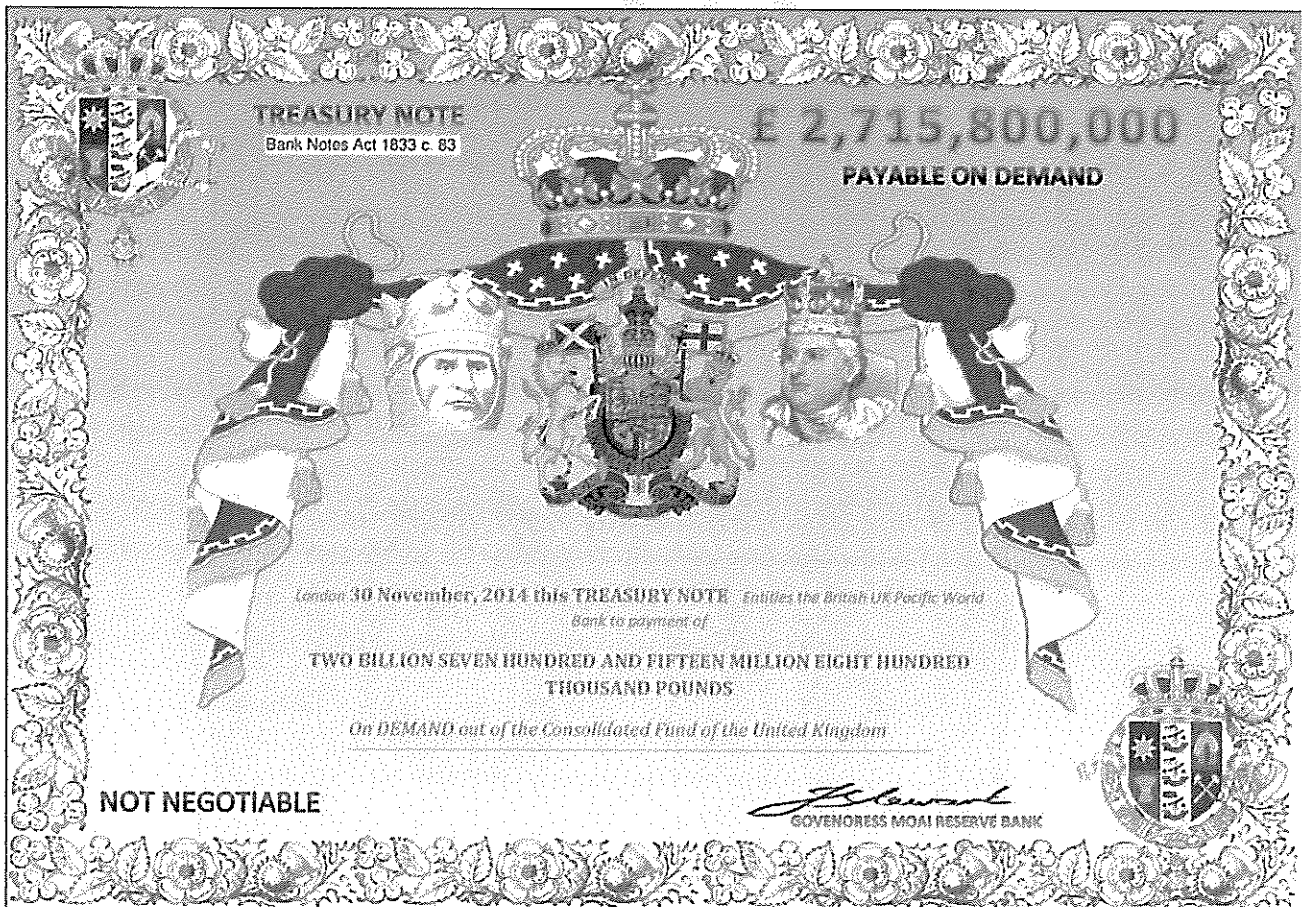 TREASURY NOTE
Bank Notes Act 1833 c. 83
£ 2,715,800,000
PAYABLE ON DEMAND
IN DEFENS
London 30 November, 2014 this TREASURY NOTE Entitles the British UK Pacific World
Bank to payment of
TWO BILLION SEVEN HUNDRED AND FIFTEEN MILLION EIGHT HUNDRED
THOUSAND POUNDS
On DEMAND out of the Consolidated Fund of the United Kingdom
NOT NEGOTIABLE
GOVENORESS MOAI RESERVE BANK